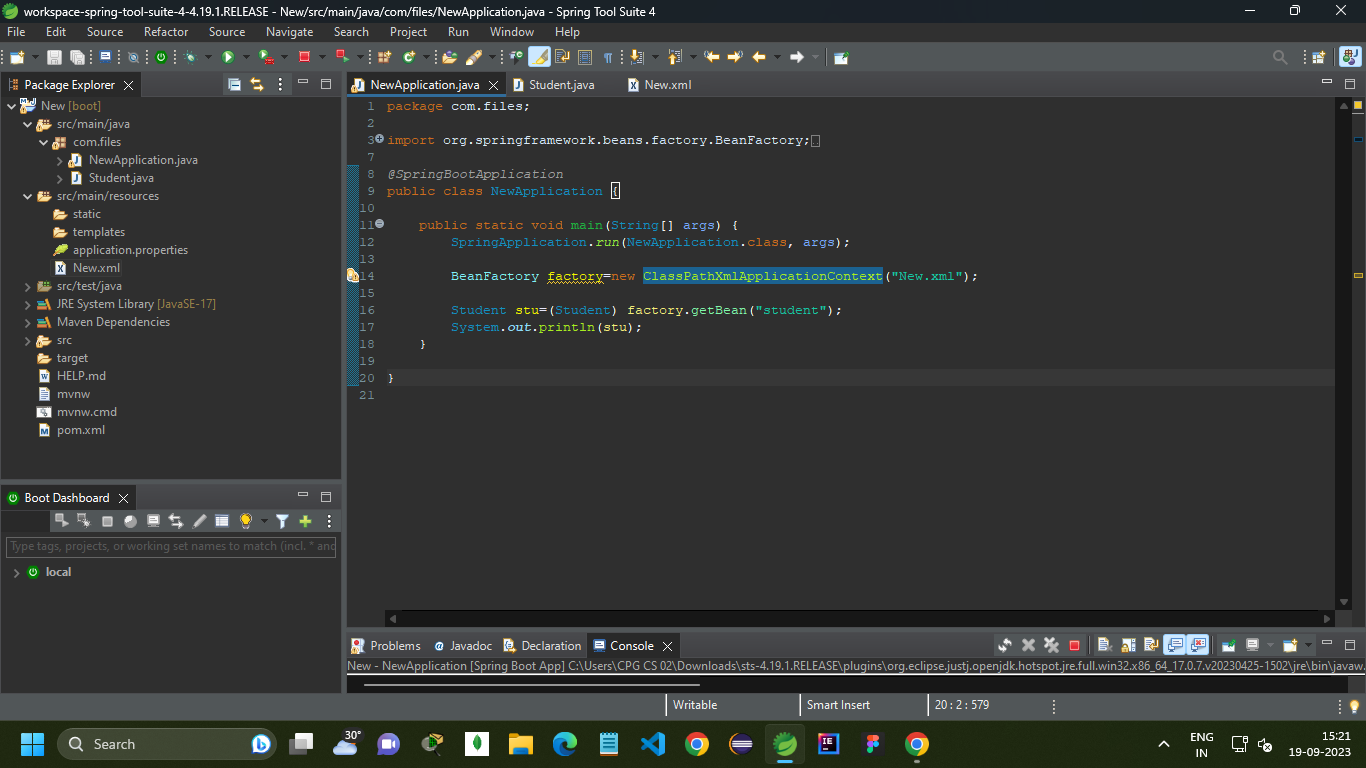 workspace-spring-tool-suite-4-4.19.1.RELEASE - New/src/main/java/com/files/NewApplication.java - Spring Tool Suite 4
File Edit Source Refactor Source Navigate Search Project Run Window Help
Package Explorer
New [boot]
src/main/java
com.files
NewApplication.java
Student.java
src/main/resources
static
templates
application.properties
New.xml
src/test/java
JRE System Library [JavaSE-17]
Maven Dependencies
src
target
HELP.md
mvnw
mvnw.cmd
pom.xml
Boot Dashboard
Type tags, projects, or working set names to match (incl. * and
local
NewApplication.java Student.java New.xml
1 package com.files;
2
3 import org.springframework.beans.factory.BeanFactory;
7
8 @SpringBootApplication
9 public class NewApplication {
10
11 public static void main(String[] args) {
12 SpringApplication.run(NewApplication.class, args);
13
14 BeanFactory factory=new ClassPathXmlApplicationContext("New.xml");
15
16 Student stu=(Student) factory.getBean("student");
17 System.out.println(stu);
18 }
19
20 }
21
Problems @ Javadoc Declaration Console
New - NewApplication [Spring Boot App] C:\Users\CPG CS 02\Downloads\sts-4.19.1.RELEASE\plugins\org.eclipse.justj.openjdk.hotspot.jre.full.win32.x86_64_17.0.7.v20230425-1502\jre\bin\javaw.
Writable Smart Insert 20 : 2 : 579
Search
30°
ENG
IN
15:21
19-09-2023